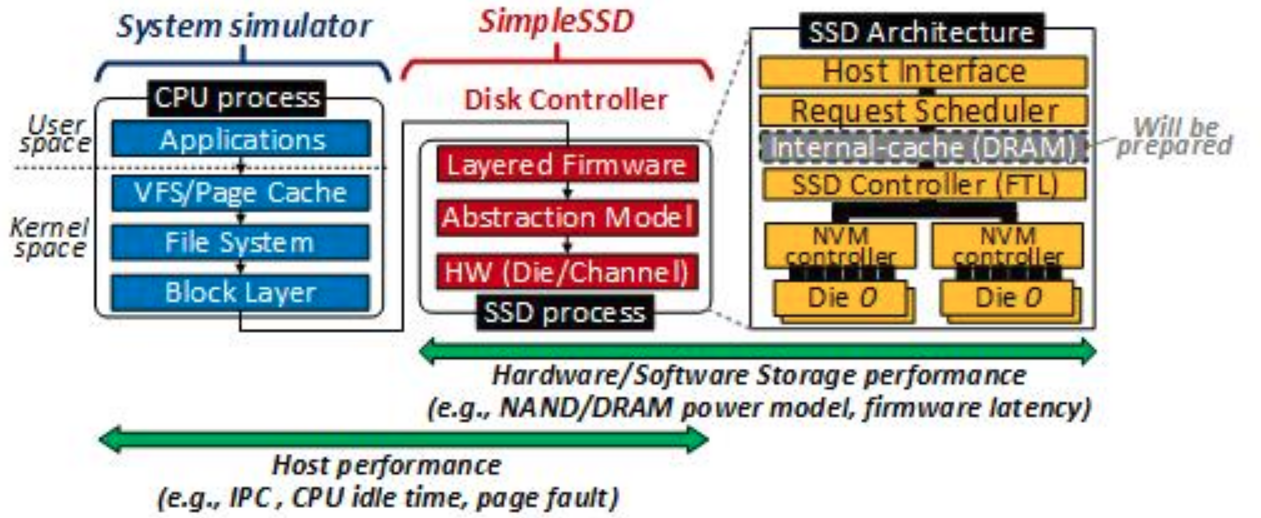 System simulator
SimpleSSD
SSD Architecture
CPU process
Disk Controller
User
space
Kernel
space
Applications
VFS/Page Cache
File System
Block Layer
Layered Firmware
Abstraction Model
HW (Die/Channel)
SSD process
Host Interface
Request Scheduler
Internal-cache (DRAM)
Will be
prepared
SSD Controller (FTL)
NVM
controller
NVM
controller
Die 0
Die 0
Hardware/Software Storage performance
(e.g., NAND/DRAM power model, firmware latency)
Host performance
(e.g., IPC , CPU idle time, page fault)